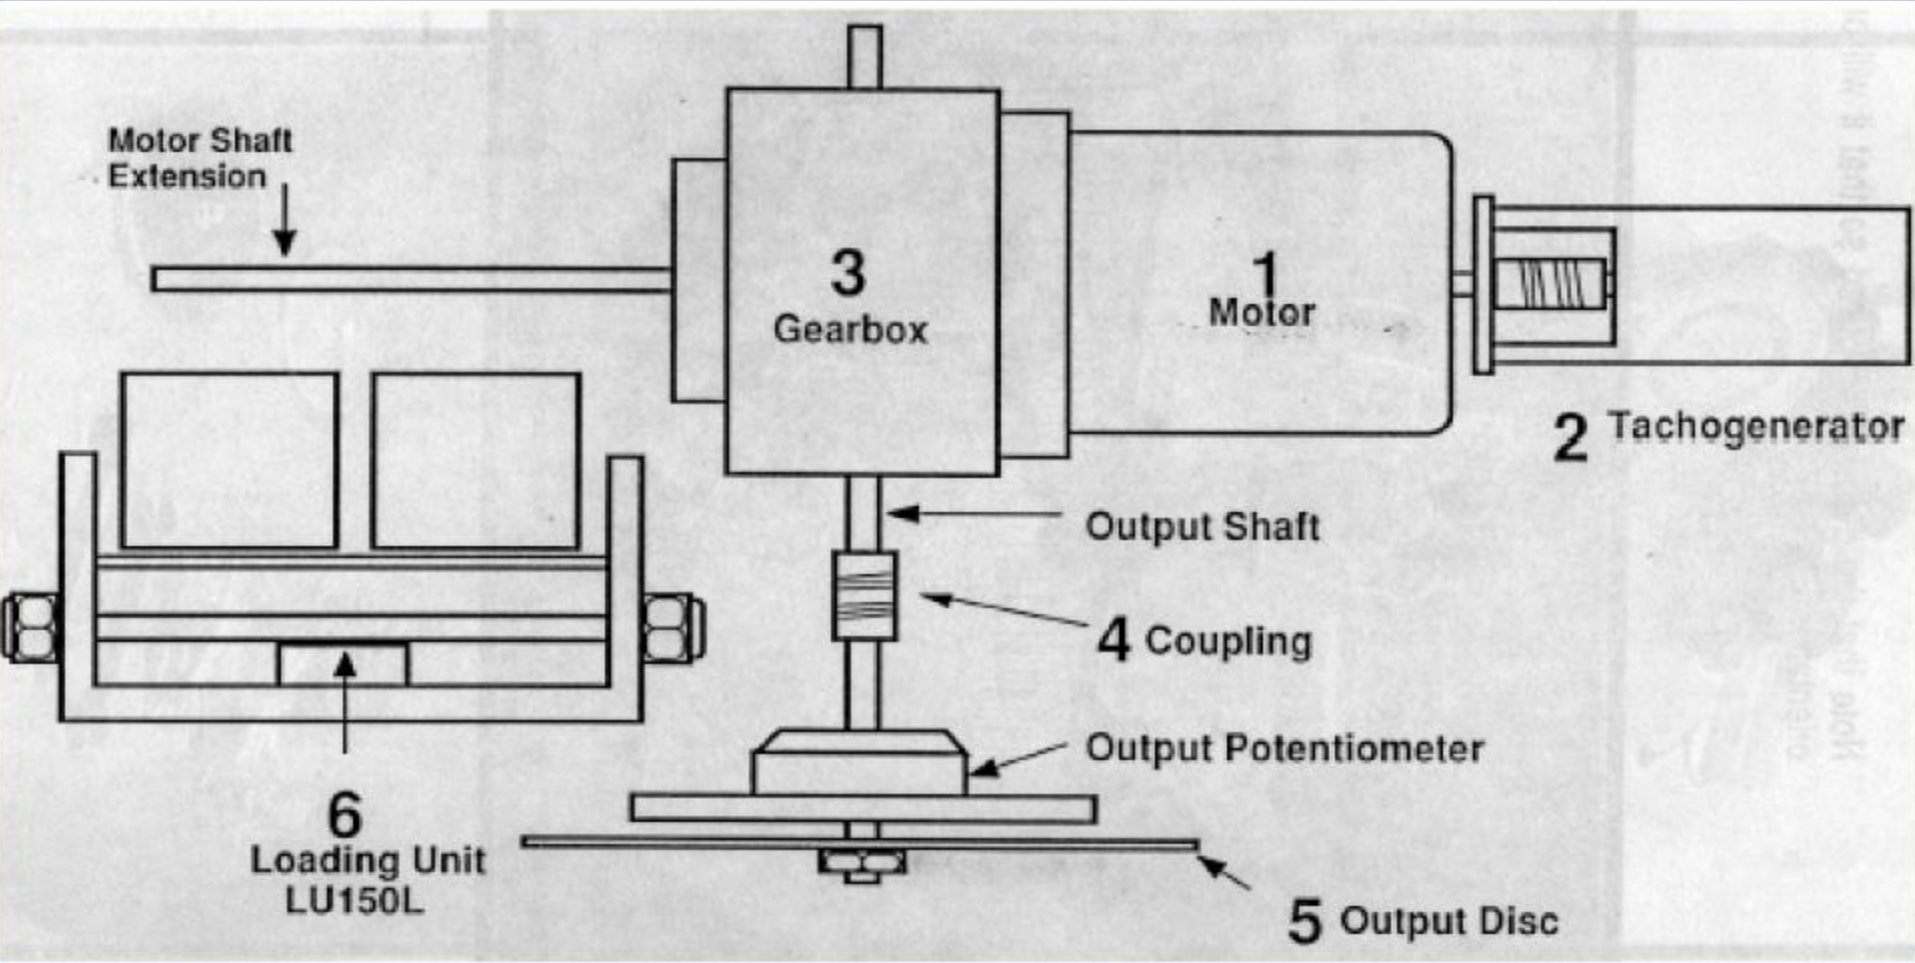 Motor Shaft
Extension
3
Gearbox
1
Motor
2 Tachogenerator
Output Shaft
4 Coupling
Output Potentiometer
6
Loading Unit
LU150L
5 Output Disc